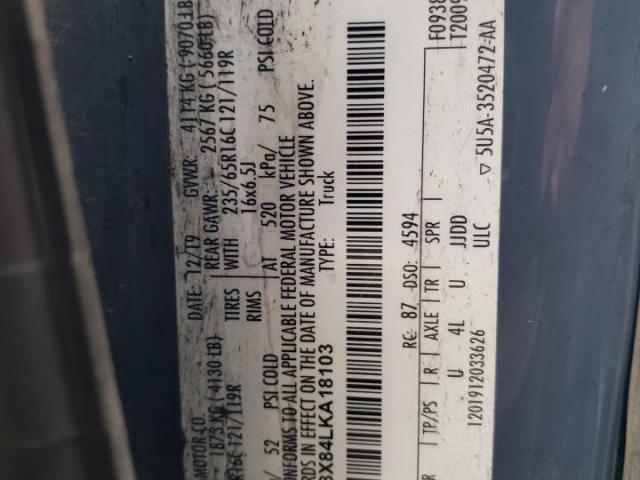 MOTOR CO. DATE: 12/19 GVWR: 4114 KG ( 9070 LB
1873 KG ( 4130 LB) REAR GAWR: 2567 KG ( 5660 LB)
R16C 121/119R TIRES WITH 235/65R16C 121/119R
RIMS 16x6.5J
/ 52 PSI COLD AT 520 kPa/ 75 PSI COLD
CONFORMS TO ALL APPLICABLE FEDERAL MOTOR VEHICLE
RDS IN EFFECT ON THE DATE OF MANUFACTURE SHOWN ABOVE.
3X84LKA18103 TYPE: Truck
F0938
T2009
RC: 87 DSO: 4594
TP/PS R AXLE TR SPR
U 4L U JJDD
1201912033626 ULC ▽ 5U5A-3520472-AA